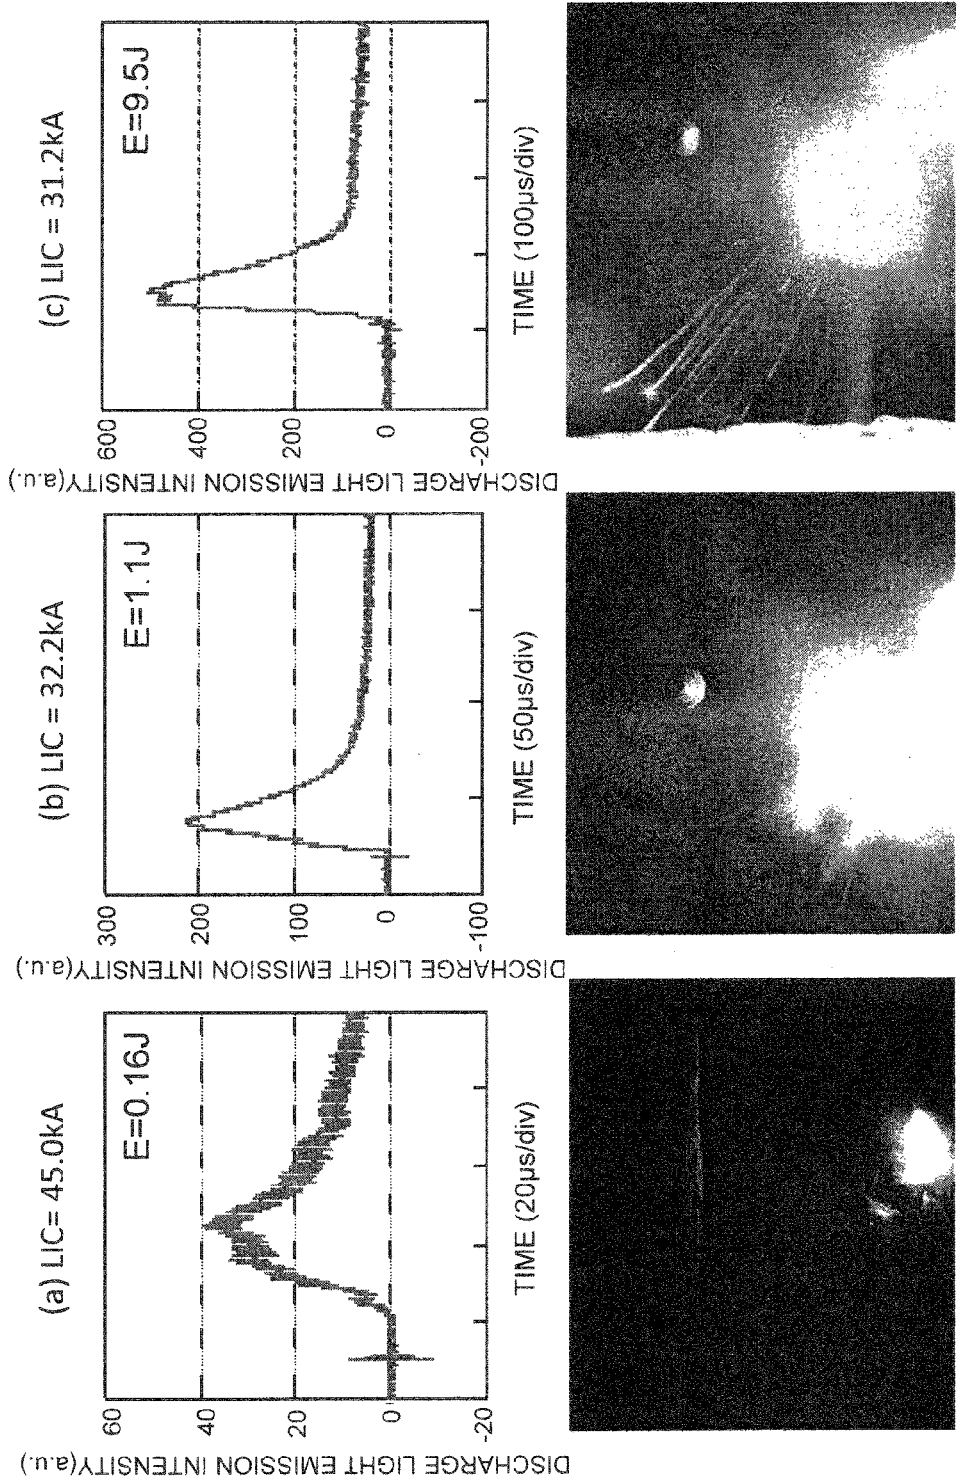 (a) LIC= 45.0kA
DISCHARGE LIGHT EMISSION INTENSITY(a.u.)
60
40
20
0
-20
E=0.16J
TIME (20μs/div)
(b) LIC = 32.2kA
DISCHARGE LIGHT EMISSION INTENSITY(a.u.)
300
200
100
0
-100
E=1.1J
TIME (50μs/div)
(c) LIC = 31.2kA
DISCHARGE LIGHT EMISSION INTENSITY(a.u.)
600
400
200
0
-200
E=9.5J
TIME (100μs/div)